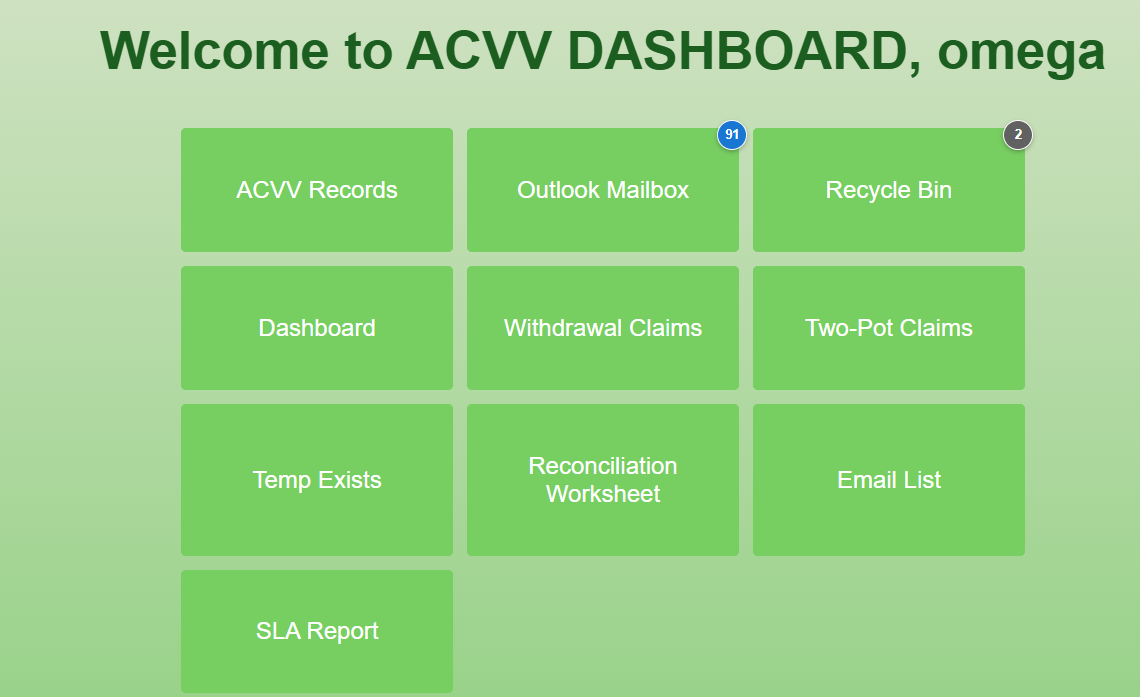 Welcome to ACVV DASHBOARD, omega
91
2
ACVV Records
Outlook Mailbox
Recycle Bin
Dashboard
Withdrawal Claims
Two-Pot Claims
Temp Exists
Reconciliation
Worksheet
Email List
SLA Report